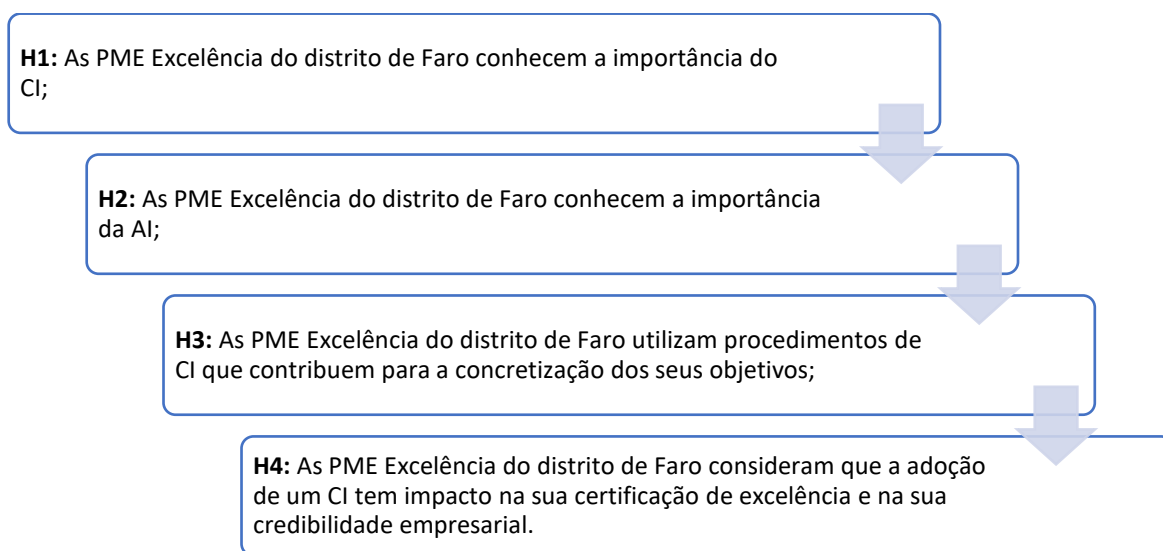 H1: As PME Excelência do distrito de Faro conhecem a importância do
CI;
H2: As PME Excelência do distrito de Faro conhecem a importância
da AI;
H3: As PME Excelência do distrito de Faro utilizam procedimentos de
CI que contribuem para a concretização dos seus objetivos;
H4: As PME Excelência do distrito de Faro consideram que a adoção
de um CI tem impacto na sua certificação de excelência e na sua
credibilidade empresarial.